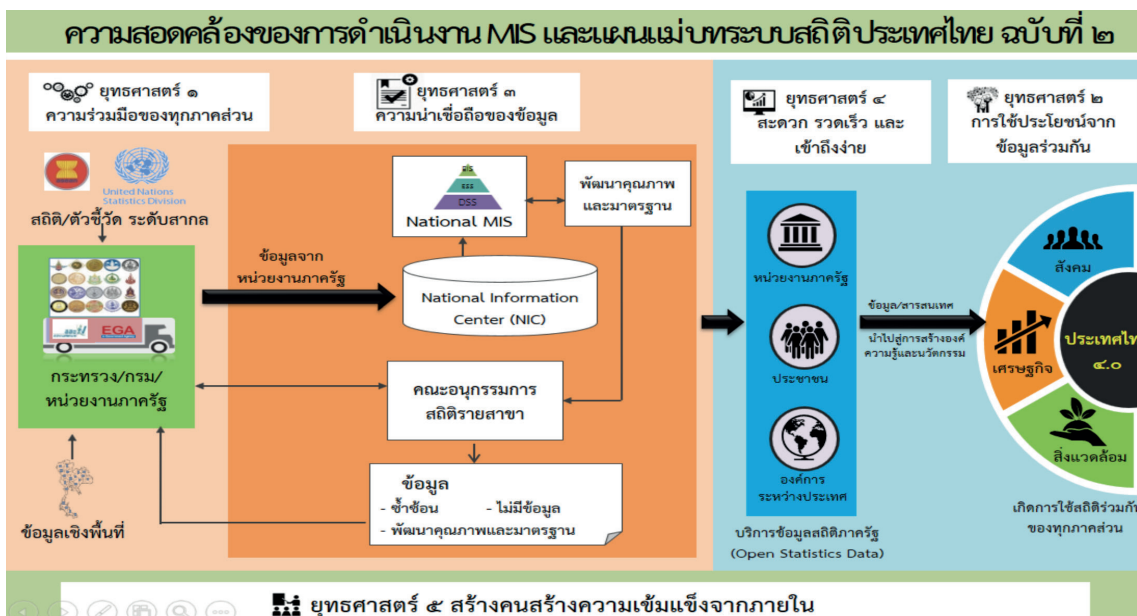 ความสอดคล้องของการดำเนินงาน MIS และแผนแม่บทระบบสถิติประเทศไทย ฉบับที่ ๒
ยุทธศาสตร์ ๑
ความร่วมมือของทุกภาคส่วน
ยุทธศาสตร์ ๓
ความน่าเชื่อถือของข้อมูล
ยุทธศาสตร์ ๔
สะดวก รวดเร็ว และ
เข้าถึงง่าย
ยุทธศาสตร์ ๒
การใช้ประโยชน์จาก
ข้อมูลร่วมกัน
United Nations
Statistics Division
สถิติ/ตัวชี้วัด ระดับสากล
EGA
กระทรวง/กรม/
หน่วยงานภาครัฐ
ข้อมูลเชิงพื้นที่
ข้อมูลจาก
หน่วยงานภาครัฐ
ESS
DSS
National MIS
พัฒนาคุณภาพ
และมาตรฐาน
National Information
Center (NIC)
คณะอนุกรรมการ
สถิติรายสาขา
ข้อมูล
- ซ้ำซ้อน - ไม่มีข้อมูล
- พัฒนาคุณภาพและมาตรฐาน
หน่วยงานภาครัฐ
ประชาชน
องค์การ
ระหว่างประเทศ
บริการข้อมูลสถิติภาครัฐ
(Open Statistics Data)
ข้อมูล/สารสนเทศ
นำไปสู่การสร้างองค์
ความรู้และนวัตกรรม
สังคม
เศรษฐกิจ
สิ่งแวดล้อม
ประเทศไท
๔.๐
เกิดการใช้สถิติร่วมกั
ของทุกภาคส่วน
ยุทธศาสตร์ ๕ สร้างคนสร้างความเข้มแข็งจากภายใน